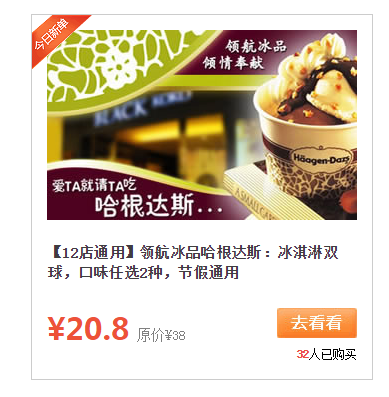 今日新单
领航冰品
倾情奉献
BLACK
Häagen-Dazs
A SMALL CARTE
爱TA就请TA吃
哈根达斯...
【12店通用】领航冰品哈根达斯：冰淇淋双
球，口味任选2种，节假通用
¥20.8 原价¥38
去看看
32人已购买